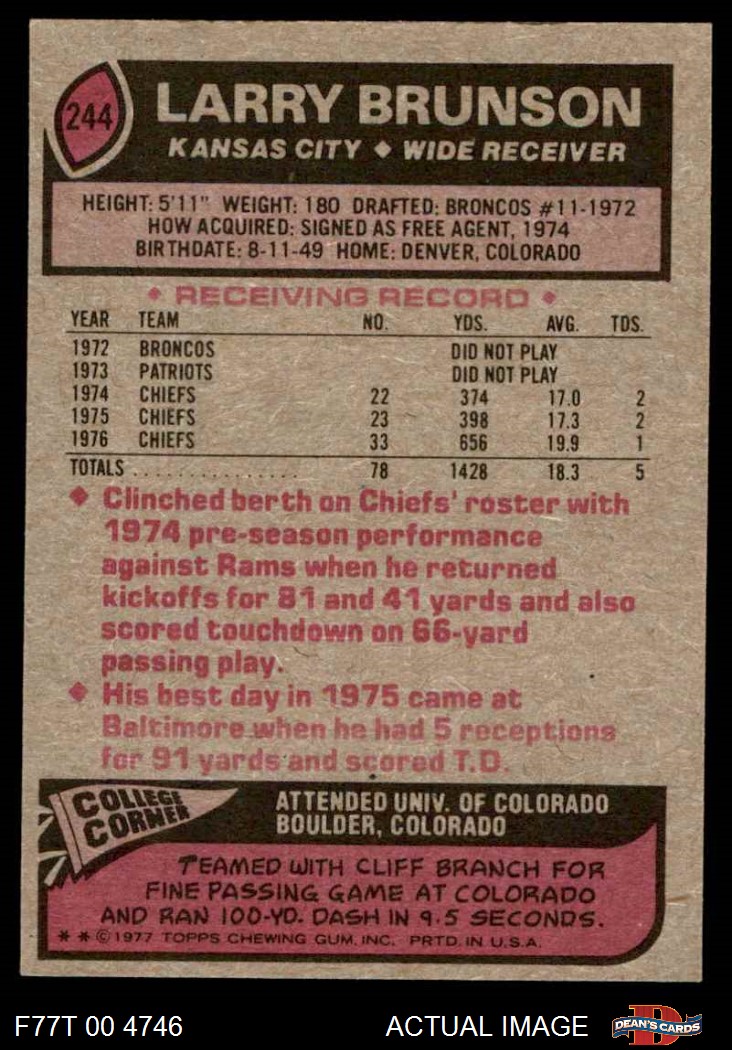 244
LARRY BRUNSON
KANSAS CITY ◆ WIDE RECEIVER
HEIGHT: 5'11" WEIGHT: 180 DRAFTED: BRONCOS #11-1972
HOW ACQUIRED: SIGNED AS FREE AGENT, 1974
BIRTHDATE: 8-11-49 HOME: DENVER, COLORADO
◆ RECEIVING RECORD ◆
YEAR TEAM NO. YDS. AVG. TDS.
1972 BRONCOS DID NOT PLAY
1973 PATRIOTS DID NOT PLAY
1974 CHIEFS 22 374 17.0 2
1975 CHIEFS 23 398 17.3 2
1976 CHIEFS 33 656 19.9 1
TOTALS ............... 78 1428 18.3 5
◆ Clinched berth on Chiefs' roster with
1974 pre-season performance
against Rams when he returned
kickoffs for 81 and 41 yards and also
scored touchdown on 66-yard
passing play.
◆ His best day in 1975 came at
Baltimore when he had 5 receptions
for 91 yards and scored T.D.
COLLEGE
CORNER
ATTENDED UNIV. OF COLORADO
BOULDER, COLORADO
TEAMED WITH CLIFF BRANCH FOR
FINE PASSING GAME AT COLORADO
AND RAN 100-YD. DASH IN 9.5 SECONDS.
* * © 1977 TOPPS CHEWING GUM, INC. PRTD. IN U.S.A.
F77T 00 4746 ACTUAL IMAGE D DEAN'S CARDS